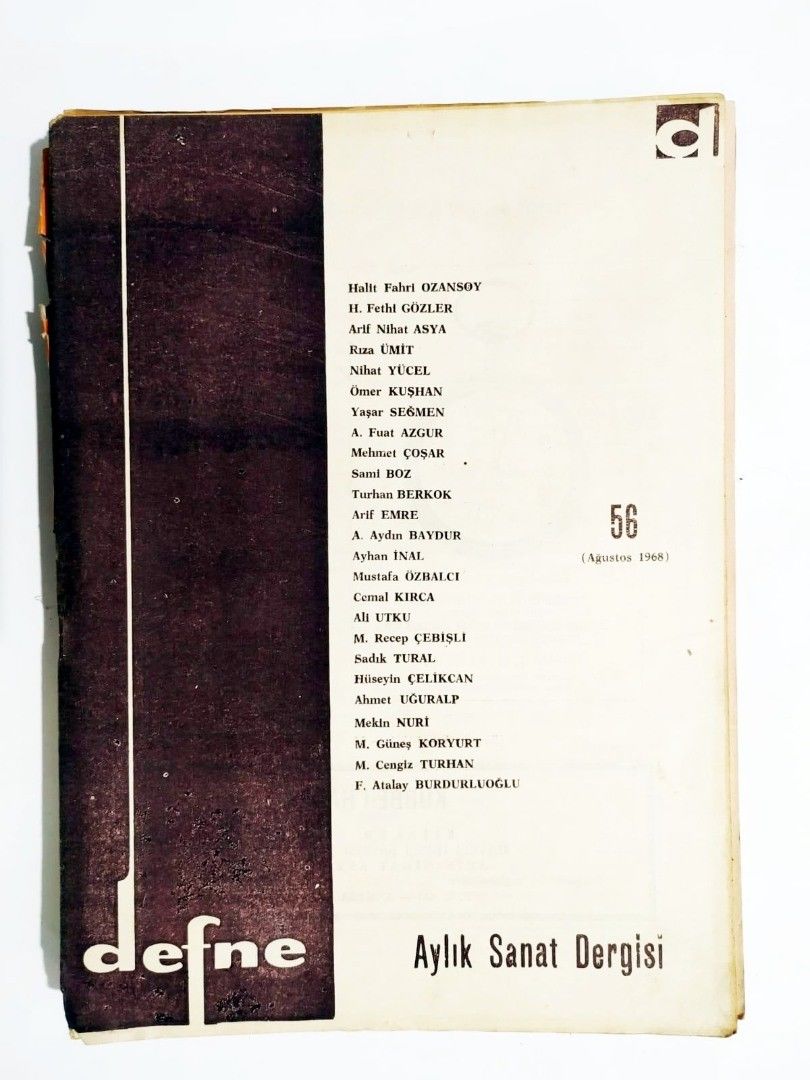 d
Halit Fahri OZANSOY
H. Fethi GÖZLER
Arif Nihat ASYA
Rıza ÜMİT
Nihat YÜCEL
Ömer KUŞHAN
Yaşar SEĞMEN
A. Fuat AZGUR
Mehmet ÇOŞAR
Sami BOZ
Turhan BERKOK
Arif EMRE
A. Aydın BAYDUR
Ayhan İNAL
Mustafa ÖZBALCI
Cemal KIRCA
Ali UTKU
M. Recep ÇEBİŞLİ
Sadık TURAL
Hüseyin ÇELİKCAN
Ahmet UĞURALP
Mekin NURİ
M. Güneş KORYURT
M. Cengiz TURHAN
F. Atalay BURDURLUOĞLU
56
(Ağustos 1968)
defne
Aylık Sanat Dergisi